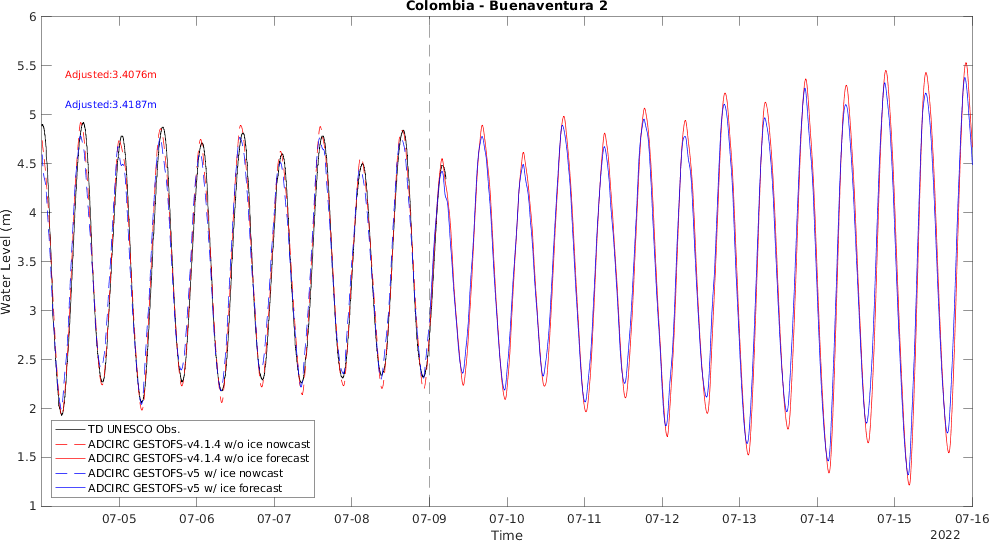 Colombia - Buenaventura 2
6
5.5
5
4.5
4
3.5
3
2.5
2
1.5
1
Water Level (m)
Adjusted:3.4076m
Adjusted:3.4187m
TD UNESCO Obs.
ADCIRC GESTOFS-v4.1.4 w/o ice nowcast
ADCIRC GESTOFS-v4.1.4 w/o ice forecast
ADCIRC GESTOFS-v5 w/ ice nowcast
ADCIRC GESTOFS-v5 w/ ice forecast
07-05 07-06 07-07 07-08 07-09 07-10 07-11 07-12 07-13 07-14 07-15 07-16
Time
2022